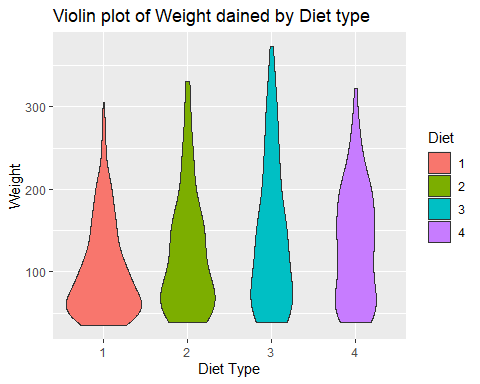 Violin plot of Weight dained by Diet type
Weight
300
200
100
1 2 3 4
Diet Type
Diet
1
2
3
4